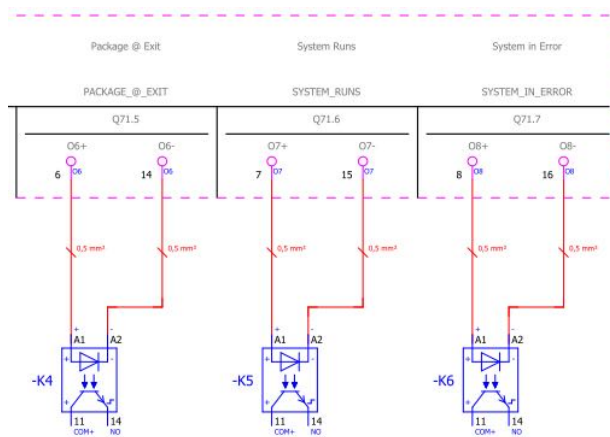 Package @ Exit System Runs System in Error
PACKAGE_@_EXIT SYSTEM_RUNS SYSTEM_IN_ERROR
Q71.5 Q71.6 Q71.7
O6+ O6- O7+ O7- O8+ O8-
6 O6 14 O6 7 O7 15 O7 8 O8 16 O8
0,5 mm² 0,5 mm² 0,5 mm² 0,5 mm² 0,5 mm² 0,5 mm²
+ - + - + -
A1 A2 A1 A2 A1 A2
+ - + - + -
-K4 -K5 -K6
11 14 11 14 11 14
COM+ NO COM+ NO COM+ NO